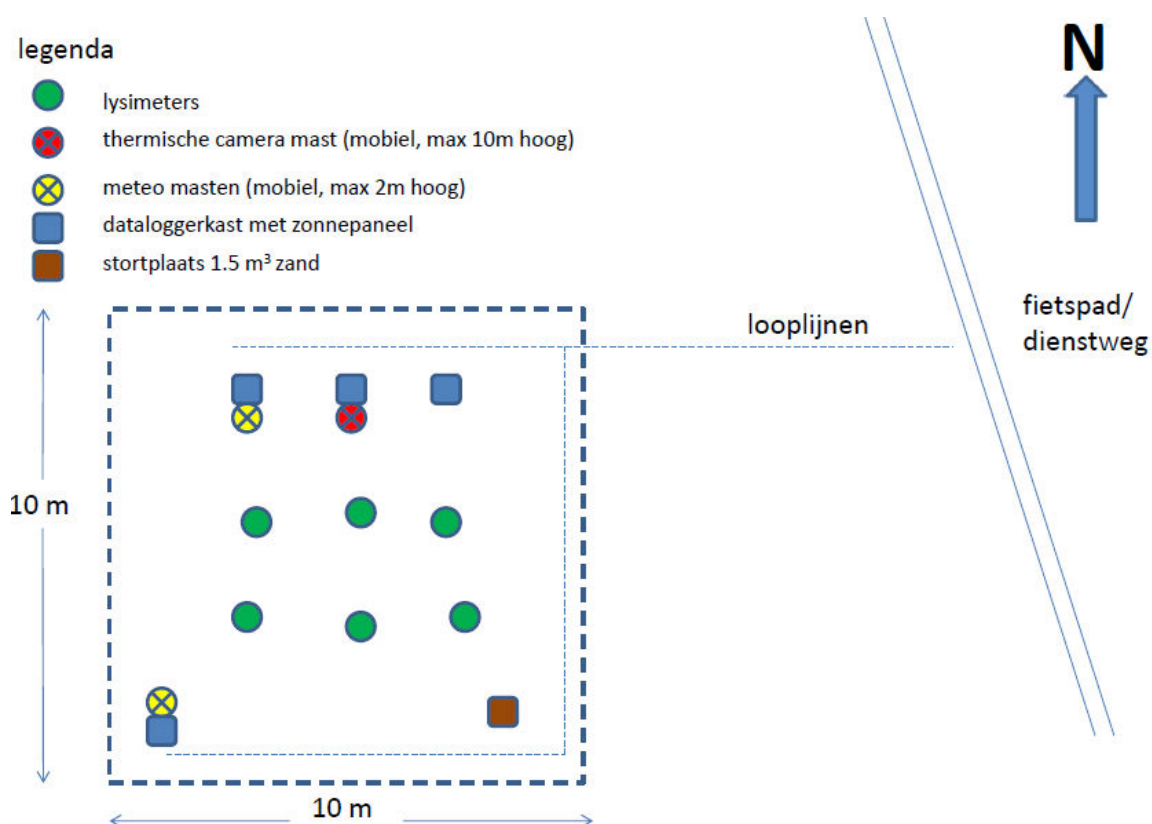 legenda
lysimeters
thermische camera mast (mobiel, max 10m hoog)
meteo masten (mobiel, max 2m hoog)
dataloggerkast met zonnepaneel
stortplaats 1.5 m³ zand
N
looplijnen
fietspad/
dienstweg
10 m
10 m